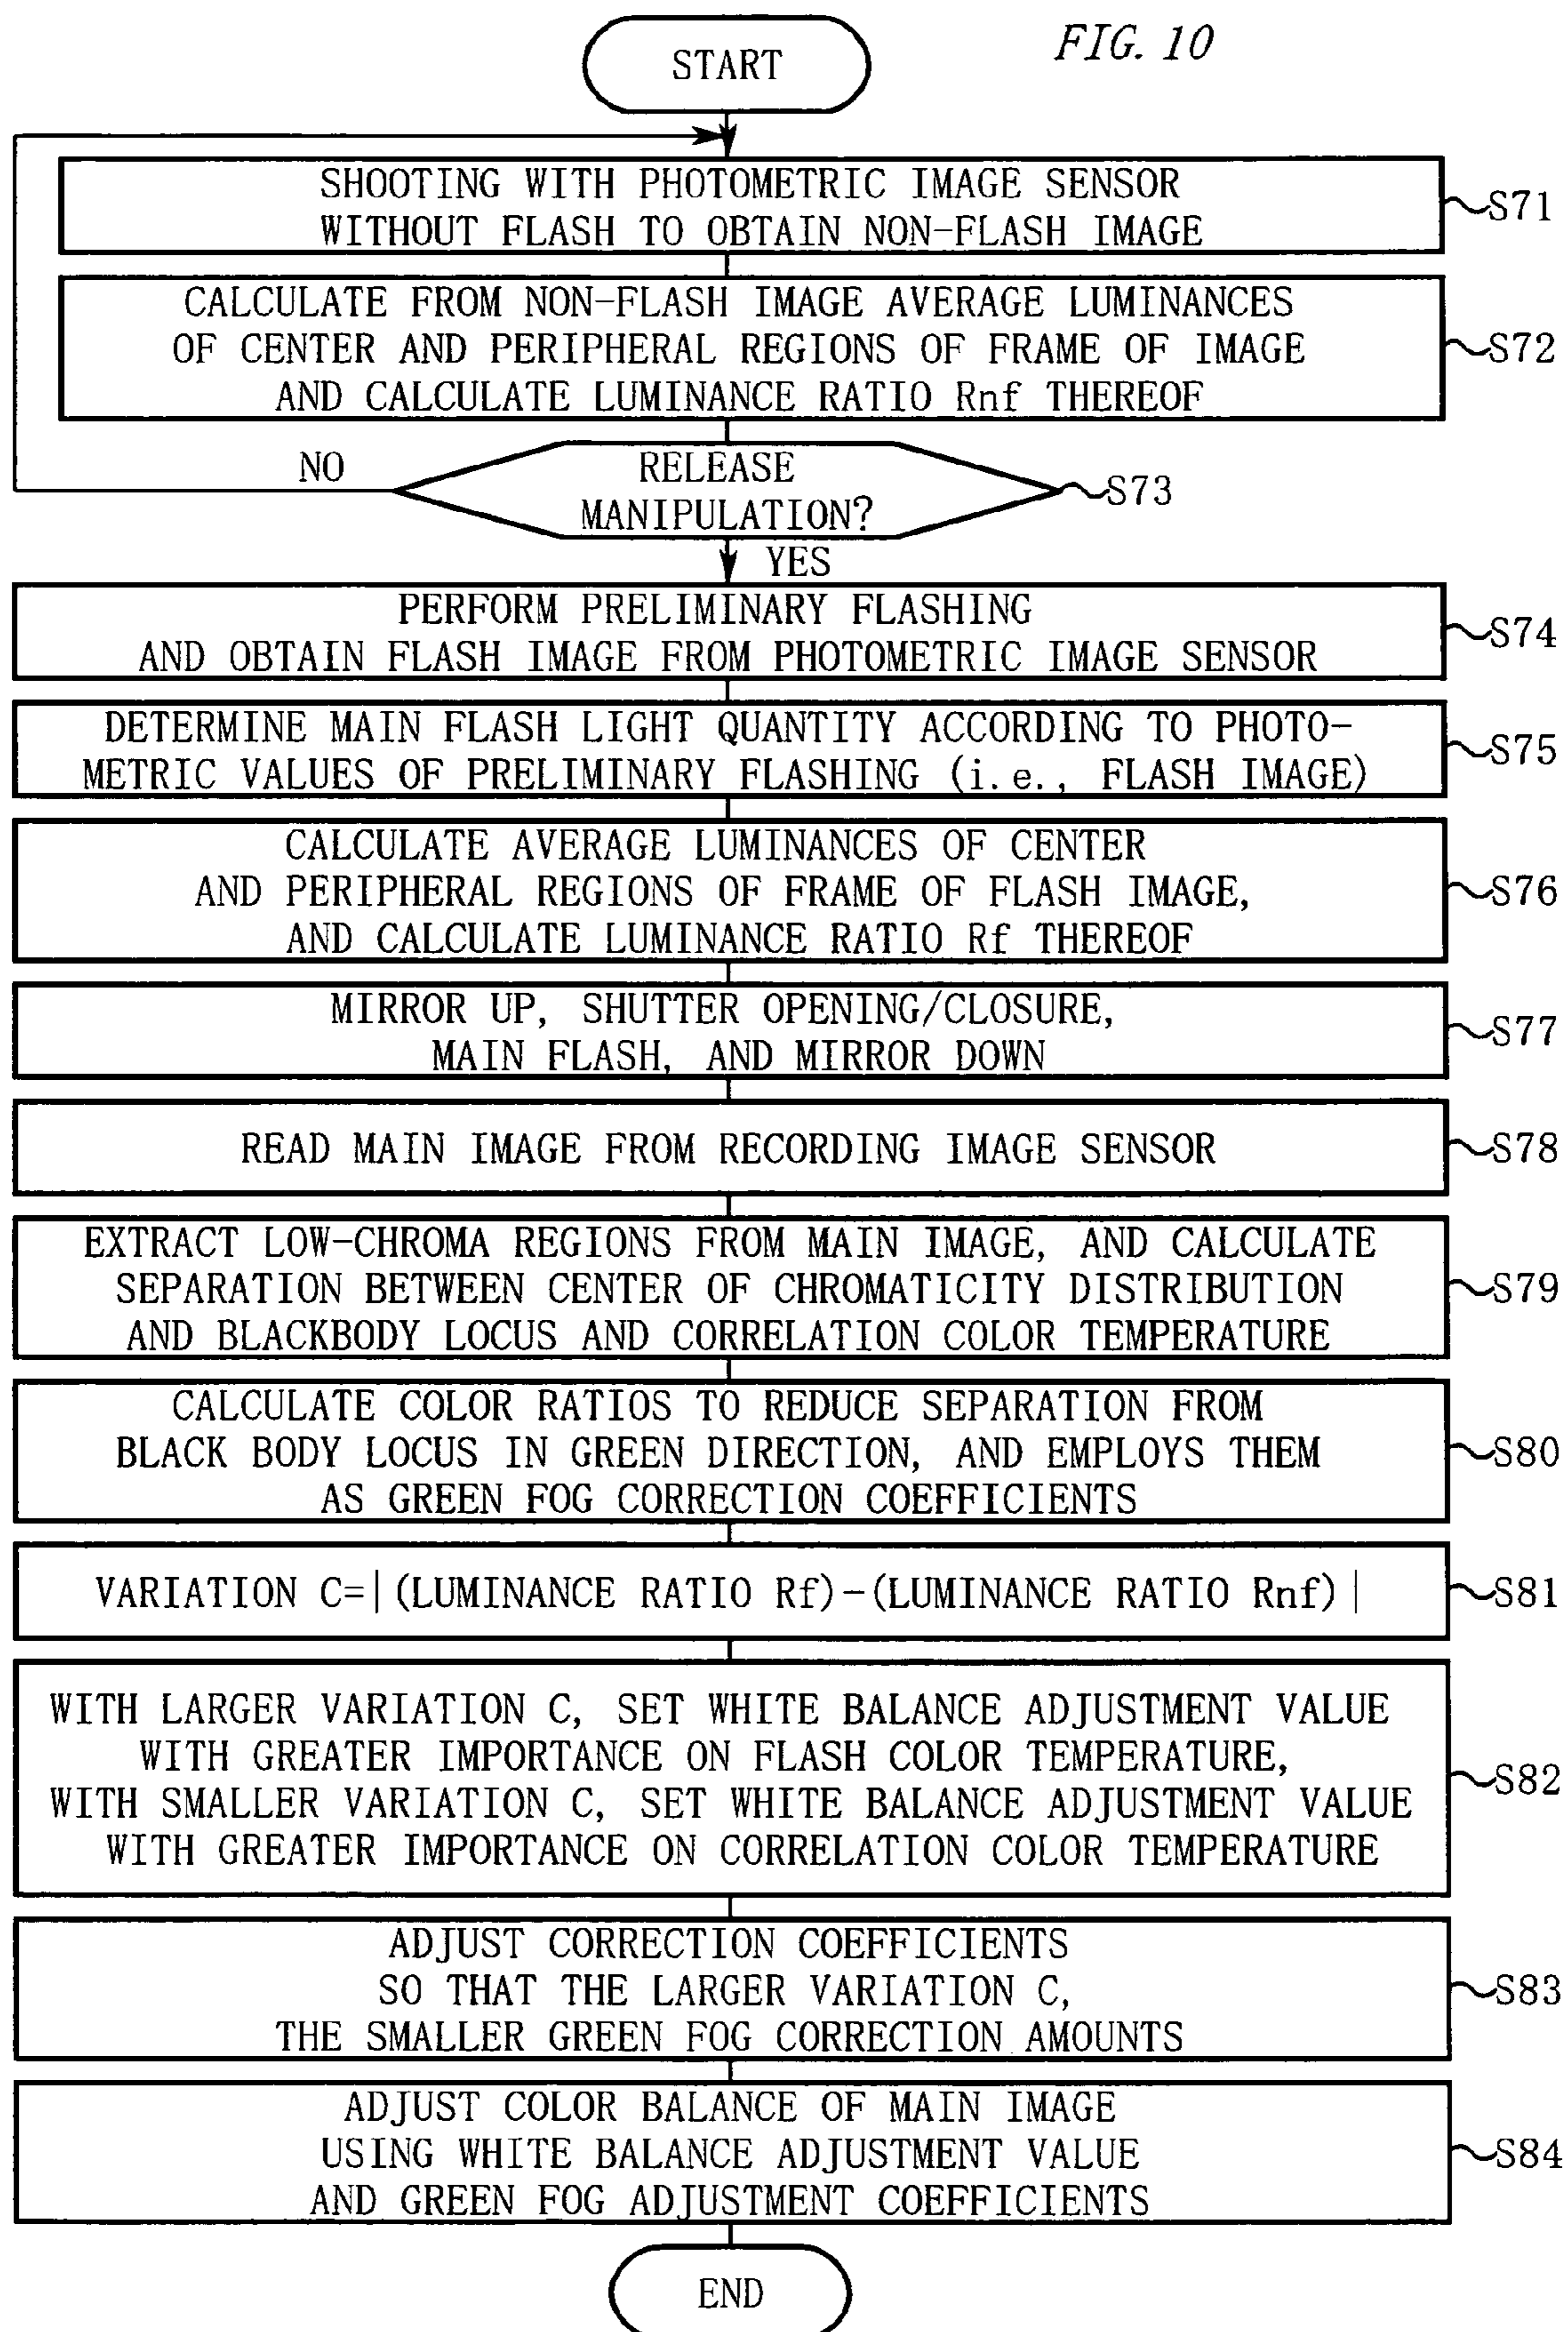 FIG. 10
START
SHOOTING WITH PHOTOMETRIC IMAGE SENSOR
WITHOUT FLASH TO OBTAIN NON-FLASH IMAGE
S71
CALCULATE FROM NON-FLASH IMAGE AVERAGE LUMINANCES
OF CENTER AND PERIPHERAL REGIONS OF FRAME OF IMAGE
AND CALCULATE LUMINANCE RATIO Rnf THEREOF
S72
NO
RELEASE
MANIPULATION?
S73
YES
PERFORM PRELIMINARY FLASHING
AND OBTAIN FLASH IMAGE FROM PHOTOMETRIC IMAGE SENSOR
S74
DETERMINE MAIN FLASH LIGHT QUANTITY ACCORDING TO PHOTO-
METRIC VALUES OF PRELIMINARY FLASHING (i.e., FLASH IMAGE)
S75
CALCULATE AVERAGE LUMINANCES OF CENTER
AND PERIPHERAL REGIONS OF FRAME OF FLASH IMAGE,
AND CALCULATE LUMINANCE RATIO Rf THEREOF
S76
MIRROR UP, SHUTTER OPENING/CLOSURE,
MAIN FLASH, AND MIRROR DOWN
S77
READ MAIN IMAGE FROM RECORDING IMAGE SENSOR
S78
EXTRACT LOW-CHROMA REGIONS FROM MAIN IMAGE, AND CALCULATE
SEPARATION BETWEEN CENTER OF CHROMATICITY DISTRIBUTION
AND BLACKBODY LOCUS AND CORRELATION COLOR TEMPERATURE
S79
CALCULATE COLOR RATIOS TO REDUCE SEPARATION FROM
BLACK BODY LOCUS IN GREEN DIRECTION, AND EMPLOYS THEM
AS GREEN FOG CORRECTION COEFFICIENTS
S80
VARIATION C=|(LUMINANCE RATIO Rf)-(LUMINANCE RATIO Rnf)|
S81
WITH LARGER VARIATION C, SET WHITE BALANCE ADJUSTMENT VALUE
WITH GREATER IMPORTANCE ON FLASH COLOR TEMPERATURE,
WITH SMALLER VARIATION C, SET WHITE BALANCE ADJUSTMENT VALUE
WITH GREATER IMPORTANCE ON CORRELATION COLOR TEMPERATURE
S82
ADJUST CORRECTION COEFFICIENTS
SO THAT THE LARGER VARIATION C,
THE SMALLER GREEN FOG CORRECTION AMOUNTS
S83
ADJUST COLOR BALANCE OF MAIN IMAGE
USING WHITE BALANCE ADJUSTMENT VALUE
AND GREEN FOG ADJUSTMENT COEFFICIENTS
S84
END